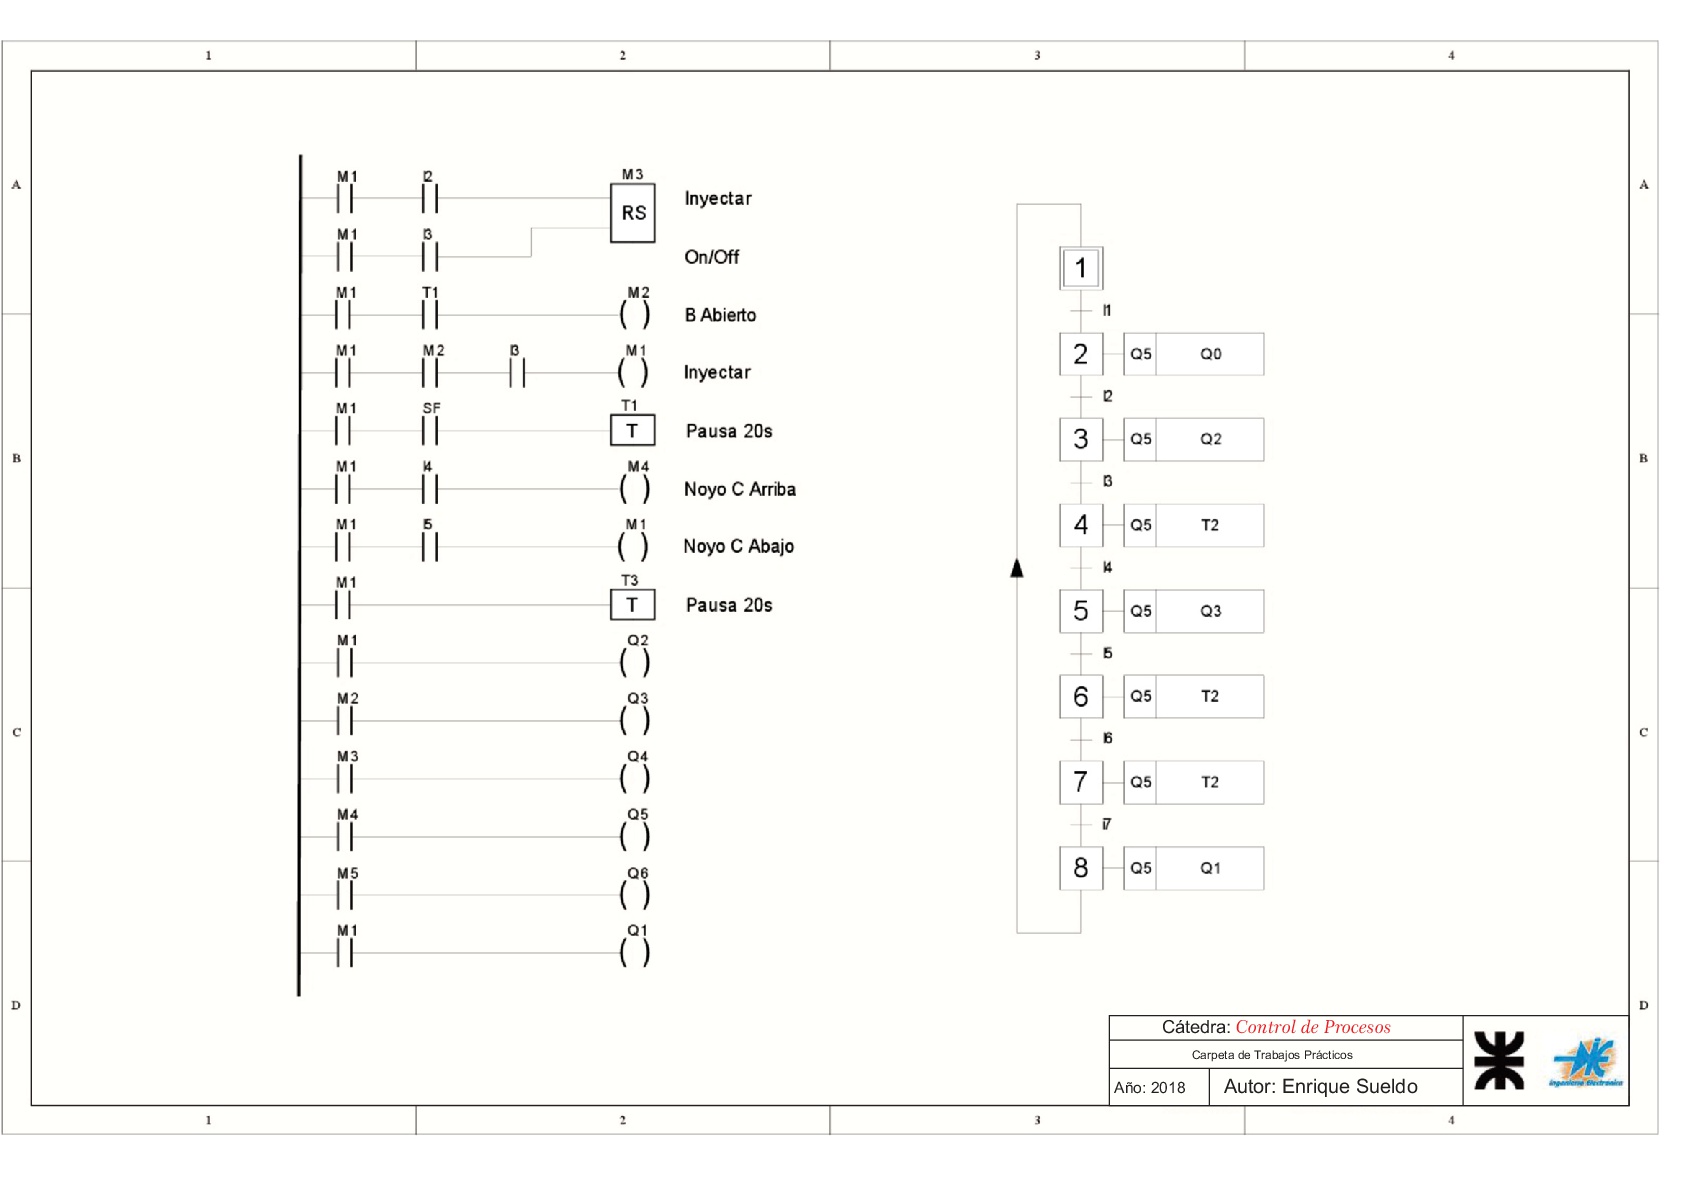 1 2 3 4
A A
B B
C C
D D
M1 I2 M3
RS Inyectar
M1 I3
On/Off
M1 T1 M2
B Abierto
M1 M2 I3 M1
Inyectar
M1 SF T1
T Pausa 20s
M1 I4 M4
Noyo C Arriba
M1 I5 M1
Noyo C Abajo
M1 T3
T Pausa 20s
M1 Q2
M2 Q3
M3 Q4
M4 Q5
M5 Q6
M1 Q1
1
I1
2 Q5 Q0
I2
3 Q5 Q2
I3
4 Q5 T2
I4
5 Q5 Q3
I5
6 Q5 T2
I6
7 Q5 T2
i7
8 Q5 Q1
Cátedra: Control de Procesos
Carpeta de Trabajos Prácticos
Año: 2018 Autor: Enrique Sueldo
Ingeniería Electrónica
1 2 3 4